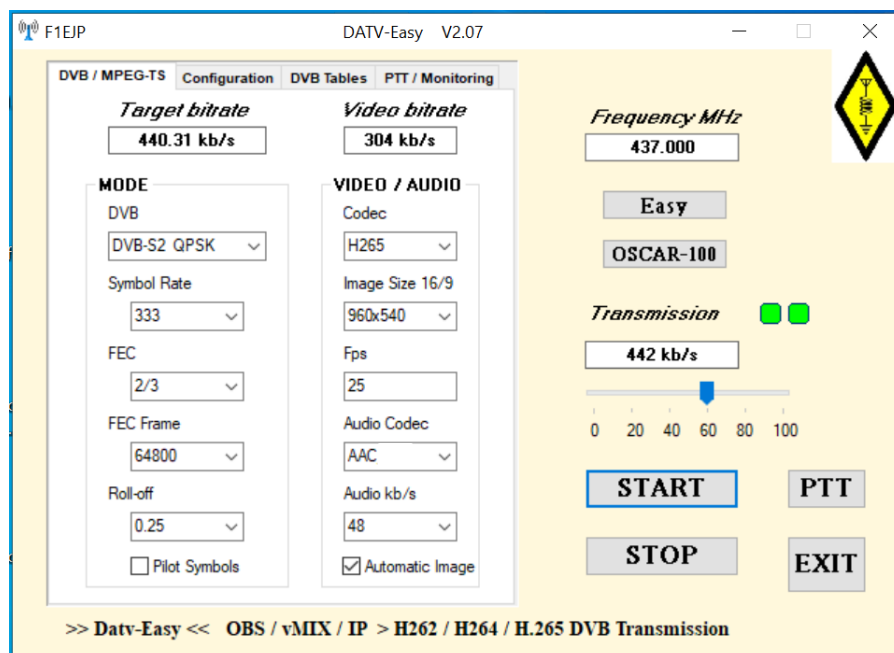 F1EJP DATV-Easy V2.07
DVB / MPEG-TS Configuration DVB Tables PTT / Monitoring
Target bitrate
440.31 kb/s
Video bitrate
304 kb/s
MODE
DVB
DVB-S2 QPSK
Symbol Rate
333
FEC
2/3
FEC Frame
64800
Roll-off
0.25
Pilot Symbols
VIDEO / AUDIO
Codec
H265
Image Size 16/9
960x540
Fps
25
Audio Codec
AAC
Audio kb/s
48
Automatic Image
Frequency MHz
437.000
Easy
OSCAR-100
Transmission
442 kb/s
0 20 40 60 80 100
START PTT
STOP EXIT
>> Datv-Easy << OBS / vMIX / IP > H262 / H264 / H.265 DVB Transmission